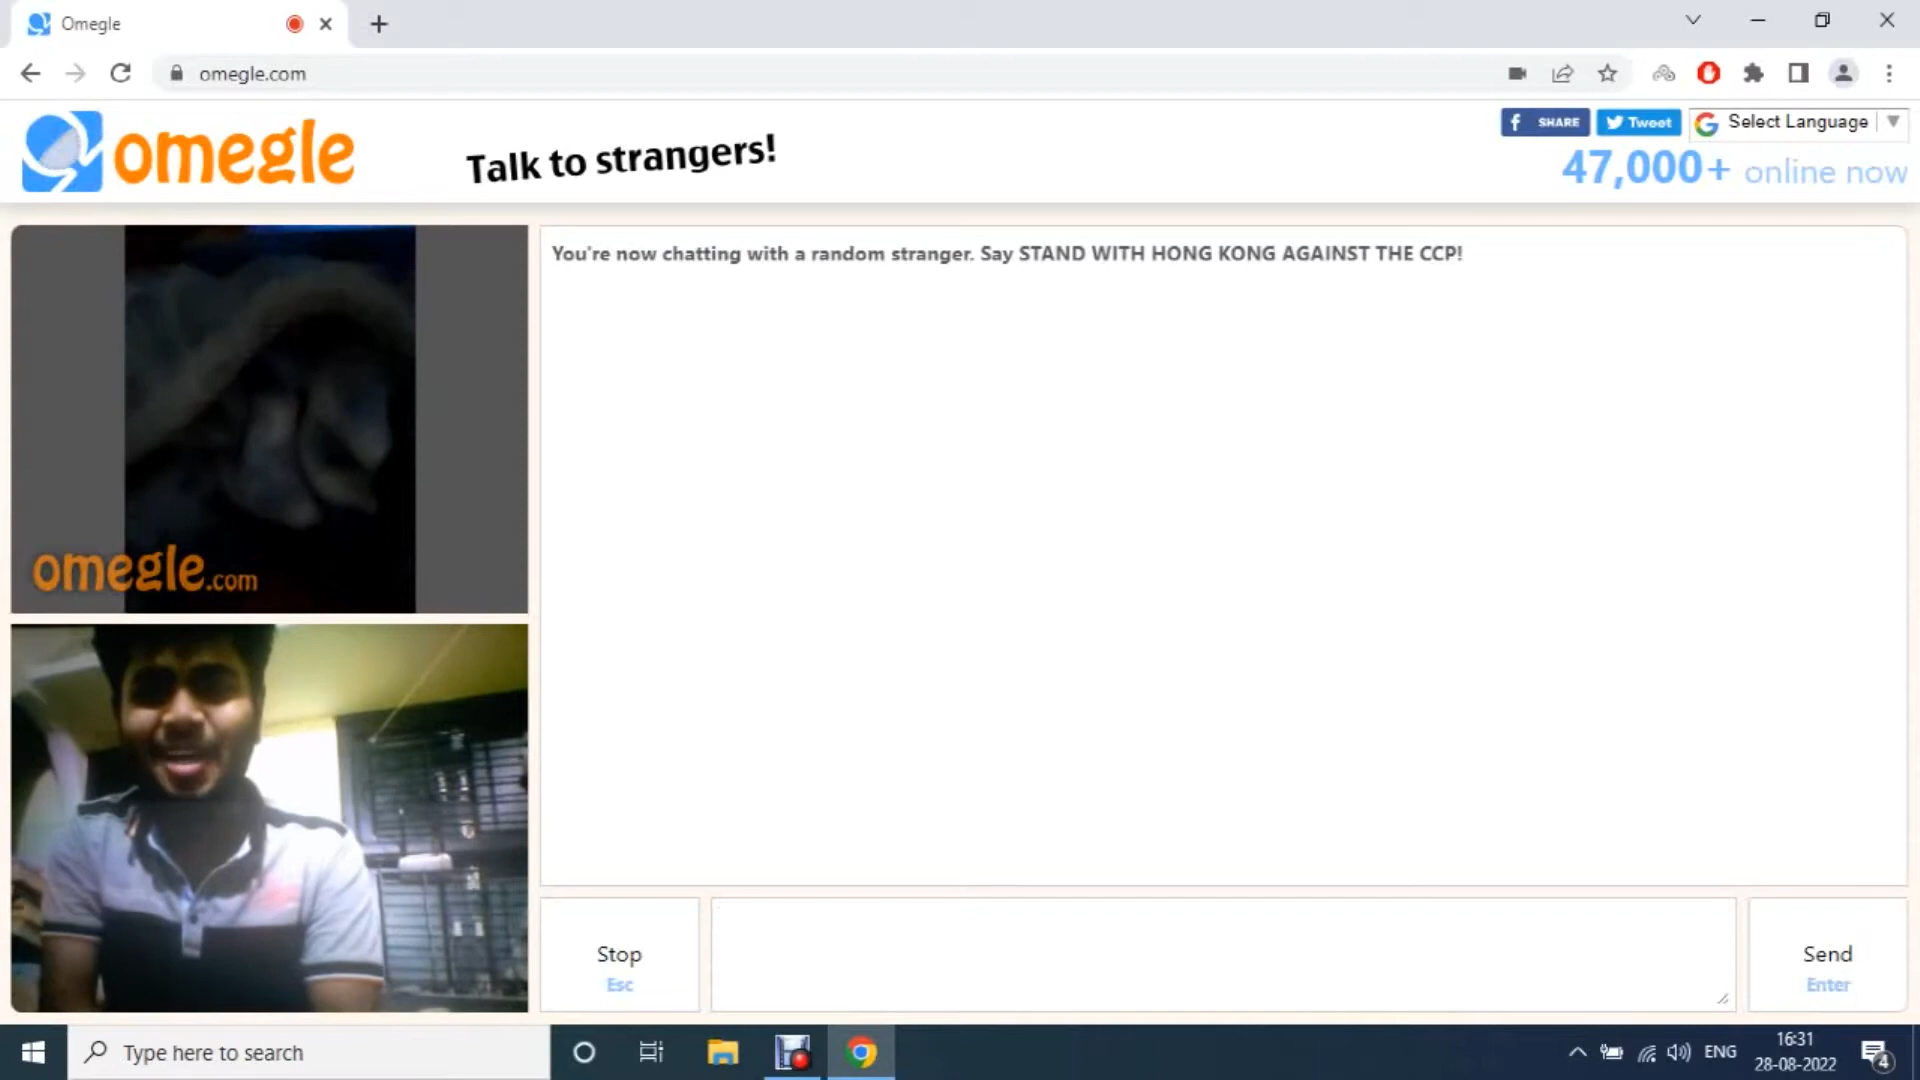 Omegle
omegle.com
omegle
Talk to strangers!
SHARE
Tweet
Select Language
47,000+ online now
You're now chatting with a random stranger. Say STAND WITH HONG KONG AGAINST THE CCP!
omegle.com
Stop
Esc
Send
Enter
Type here to search
ENG
16:31
28-08-2022
4